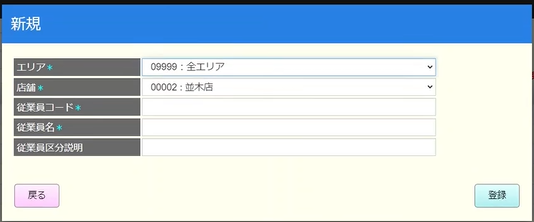 新規
エリア＊ 09999：全エリア
店舗＊ 00002：並木店
従業員コード＊
従業員名＊
従業員区分説明
戻る 登録